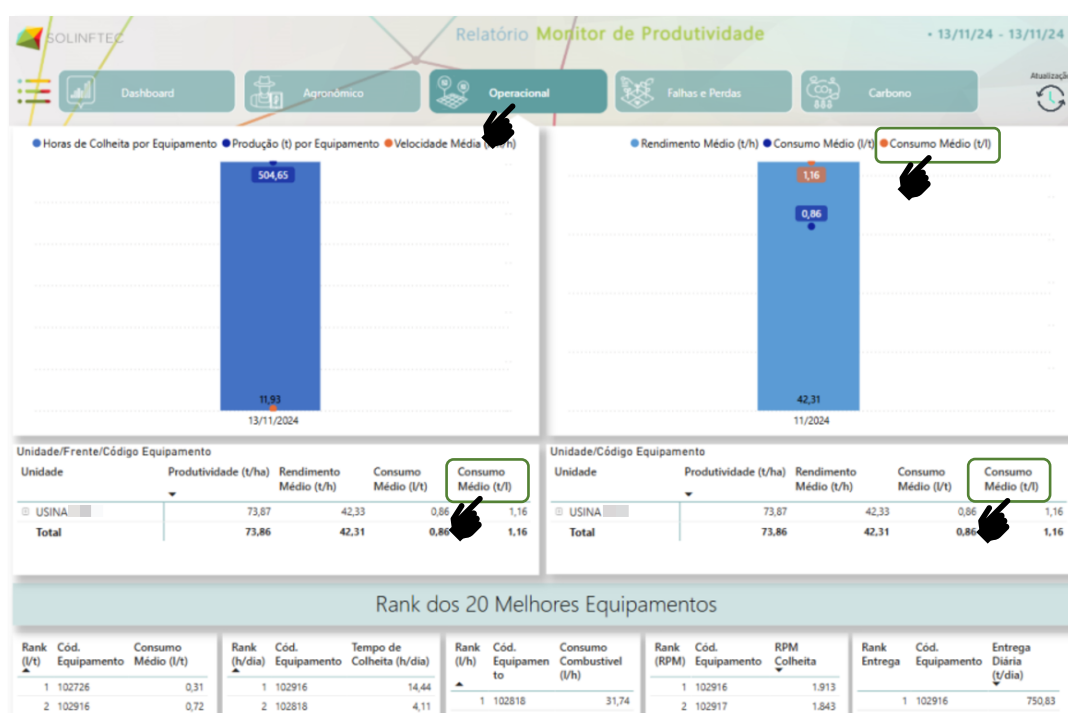 SOLINFTEC
Relatório Monitor de Produtividade
• 13/11/24 - 13/11/24
Dashboard
Agronômico
Operacional
Falhas e Perdas
CO₂
Carbono
Atualização
Horas de Colheita por Equipamento Produção (t) por Equipamento Velocidade Média
504,65
11,93
13/11/2024
Rendimento Médio (t/h) Consumo Médio (l/t) Consumo Médio (t/l)
1,16
0,86
42,31
11/2024
Unidade/Frente/Código Equipamento
Unidade Produtividade (t/ha) Rendimento Médio (t/h) Consumo Médio (l/t) Consumo Médio (t/l)
USINA 73,87 42,33 0,86 1,16
Total 73,86 42,31 0,86 1,16
Unidade/Código Equipamento
Unidade Produtividade (t/ha) Rendimento Médio (t/h) Consumo Médio (l/t) Consumo Médio (t/l)
USINA 73,87 42,33 0,86 1,16
Total 73,86 42,31 0,86 1,16
Rank dos 20 Melhores Equipamentos
Rank (l/t) Cód. Equipamento Consumo Médio (l/t)
1 102726 0,31
2 102916 0,72
Rank (h/dia) Cód. Equipamento Tempo de Colheita (h/dia)
1 102916 14,44
2 102818 4,11
Rank (l/h) Cód. Equipamento Consumo Combustível (l/h)
1 102818 31,74
Rank (RPM) Cód. Equipamento RPM Colheita
1 102916 1.913
2 102917 1.843
Rank Entrega Cód. Equipamento Entrega Diária (t/dia)
1 102916 750,83